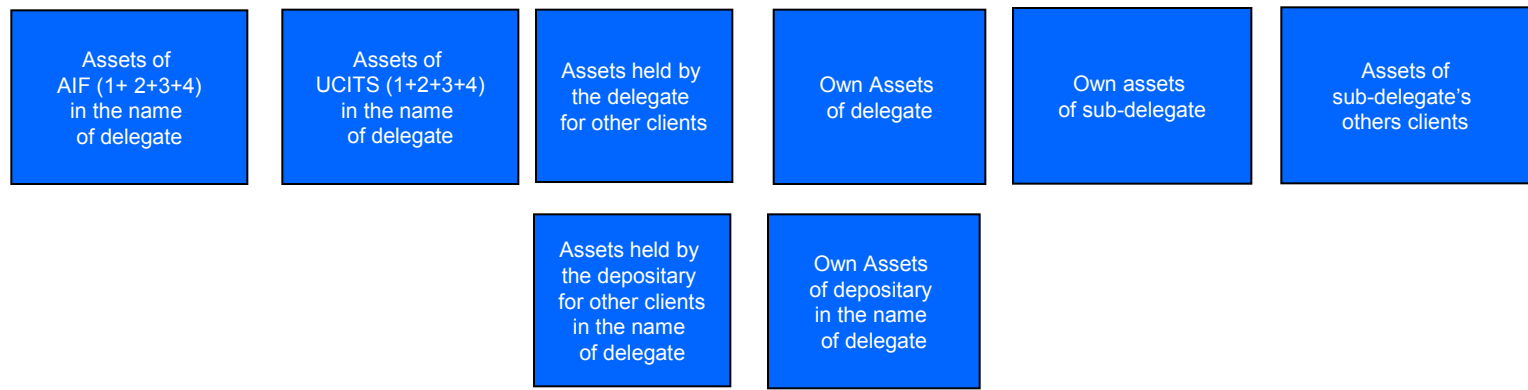 Assets of
AIF (1+ 2+3+4)
in the name
of delegate
Assets of
UCITS (1+2+3+4)
in the name
of delegate
Assets held by
the delegate
for other clients
Own Assets
of delegate
Own assets
of sub-delegate
Assets of
sub-delegate’s
others clients
Assets held by
the depositary
for other clients
in the name
of delegate
Own Assets
of depositary
in the name
of delegate